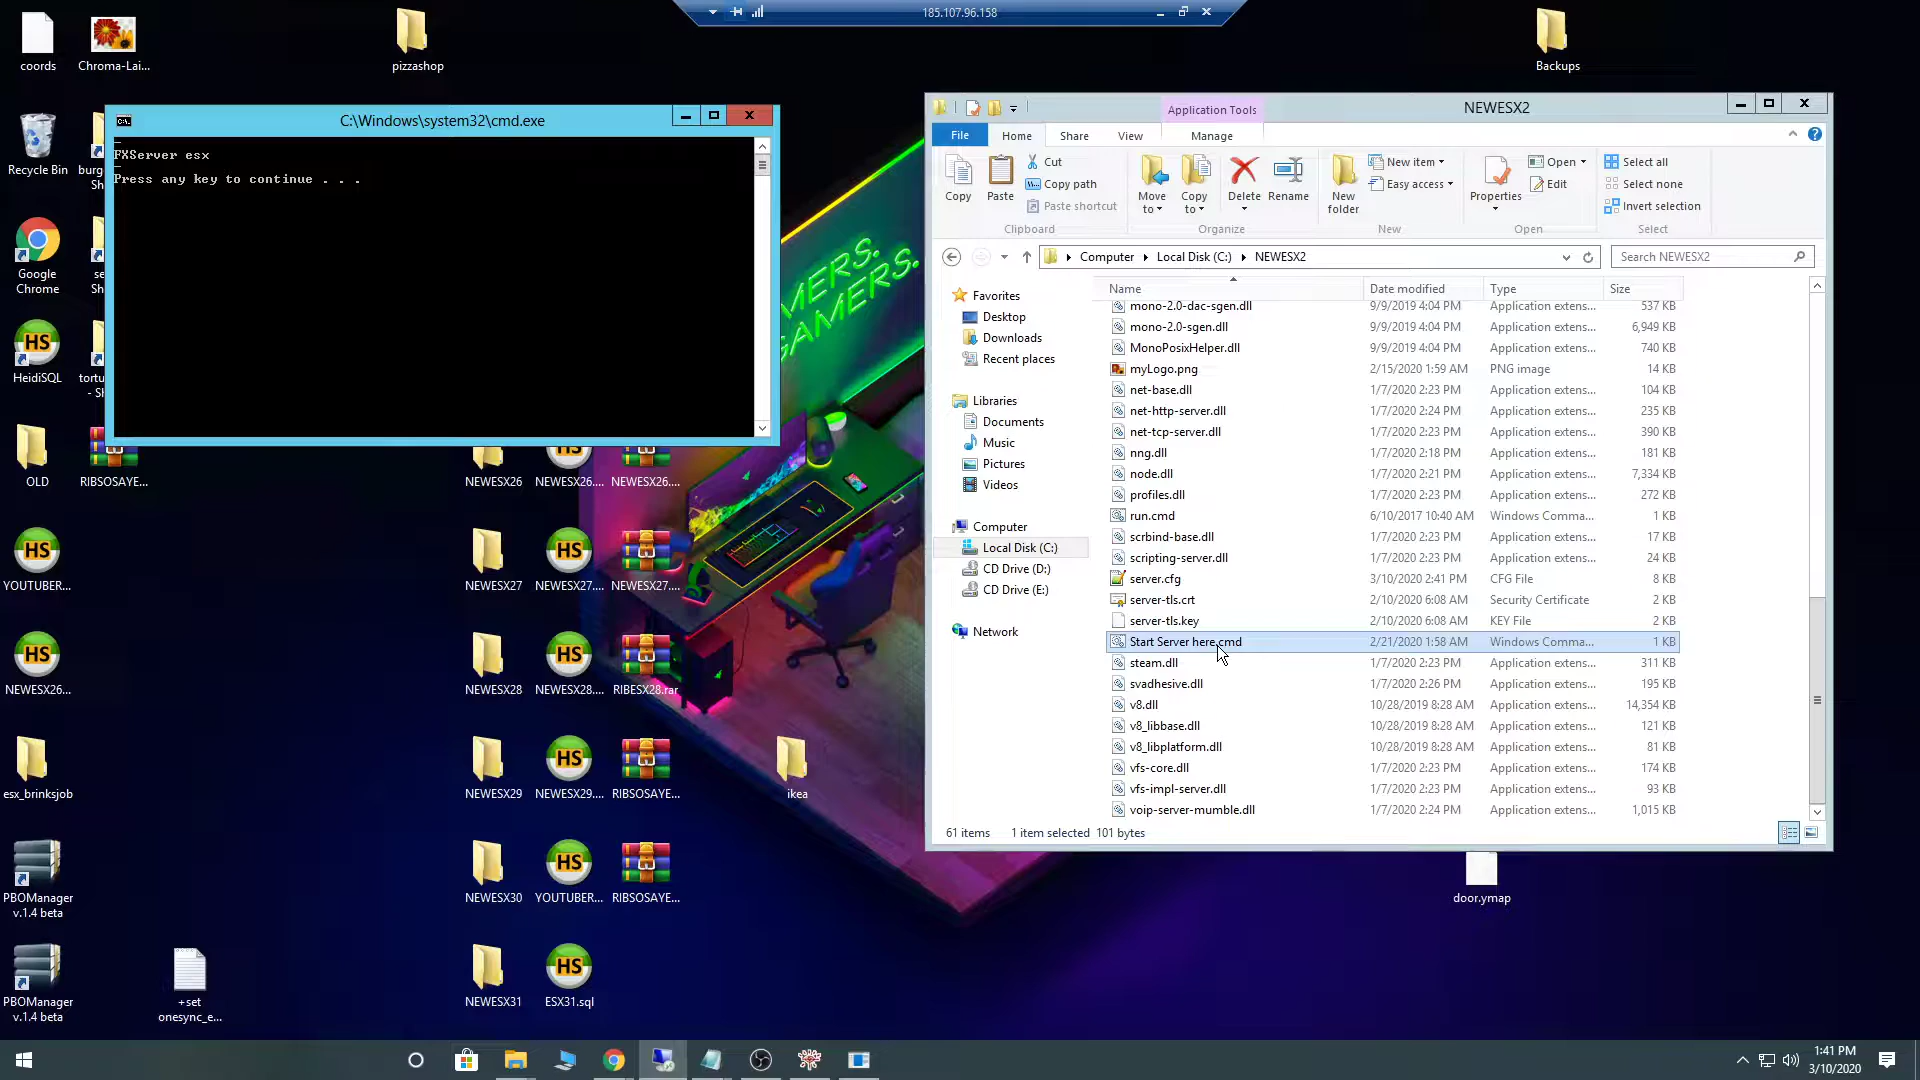 185.107.96.158
coords
Chroma-Lai...
pizzashop
Backups
Recycle Bin
burg
Sh
Google
Chrome
se
Sh
HeidiSQL
tortu
- Sh
OLD
RIBSOSAYE...
NEWESX26
NEWESX26....
NEWESX26....
YOUTUBER...
NEWESX27
NEWESX27....
NEWESX27....
NEWESX26...
NEWESX28
NEWESX28....
RIBESX28.rar
esx_brinksjob
NEWESX29
NEWESX29....
RIBSOSAYE...
ikea
PBOManager
v.1.4 beta
NEWESX30
YOUTUBER...
RIBSOSAYE...
door.ymap
PBOManager
v.1.4 beta
+set
onesync_e...
NEWESX31
ESX31.sql
C:\Windows\system32\cmd.exe
FXServer esx
Press any key to continue . . .
GAMERS.
GAMERS.
Application Tools
NEWESX2
File Home Share View Manage
Copy
Paste
Cut
Copy path
Paste shortcut
Clipboard
Move
to
Copy
to
Delete
Rename
Organize
New
folder
New item
Easy access
New
Properties
Open
Edit
Open
Select all
Select none
Invert selection
Select
Computer Local Disk (C:) NEWESX2
Search NEWESX2
Favorites
Desktop
Downloads
Recent places
Libraries
Documents
Music
Pictures
Videos
Computer
Local Disk (C:)
CD Drive (D:)
CD Drive (E:)
Network
Name Date modified Type Size
mono-2.0-dac-sgen.dll 9/9/2019 4:04 PM Application extens... 537 KB
mono-2.0-sgen.dll 9/9/2019 4:04 PM Application extens... 6,949 KB
MonoPosixHelper.dll 9/9/2019 4:04 PM Application extens... 740 KB
myLogo.png 2/15/2020 1:59 AM PNG image 14 KB
net-base.dll 1/7/2020 2:23 PM Application extens... 104 KB
net-http-server.dll 1/7/2020 2:24 PM Application extens... 235 KB
net-tcp-server.dll 1/7/2020 2:23 PM Application extens... 390 KB
nng.dll 1/7/2020 2:18 PM Application extens... 181 KB
node.dll 1/7/2020 2:21 PM Application extens... 7,334 KB
profiles.dll 1/7/2020 2:23 PM Application extens... 272 KB
run.cmd 6/10/2017 10:40 AM Windows Comma... 1 KB
scrbind-base.dll 1/7/2020 2:23 PM Application extens... 17 KB
scripting-server.dll 1/7/2020 2:23 PM Application extens... 24 KB
server.cfg 3/10/2020 2:41 PM CFG File 8 KB
server-tls.crt 2/10/2020 6:08 AM Security Certificate 2 KB
server-tls.key 2/10/2020 6:08 AM KEY File 2 KB
Start Server here.cmd 2/21/2020 1:58 AM Windows Comma... 1 KB
steam.dll 1/7/2020 2:23 PM Application extens... 311 KB
svadhesive.dll 1/7/2020 2:26 PM Application extens... 195 KB
v8.dll 10/28/2019 8:28 AM Application extens... 14,354 KB
v8_libbase.dll 10/28/2019 8:28 AM Application extens... 121 KB
v8_libplatform.dll 10/28/2019 8:28 AM Application extens... 81 KB
vfs-core.dll 1/7/2020 2:23 PM Application extens... 174 KB
vfs-impl-server.dll 1/7/2020 2:23 PM Application extens... 93 KB
voip-server-mumble.dll 1/7/2020 2:24 PM Application extens... 1,015 KB
61 items 1 item selected 101 bytes
1:41 PM
3/10/2020